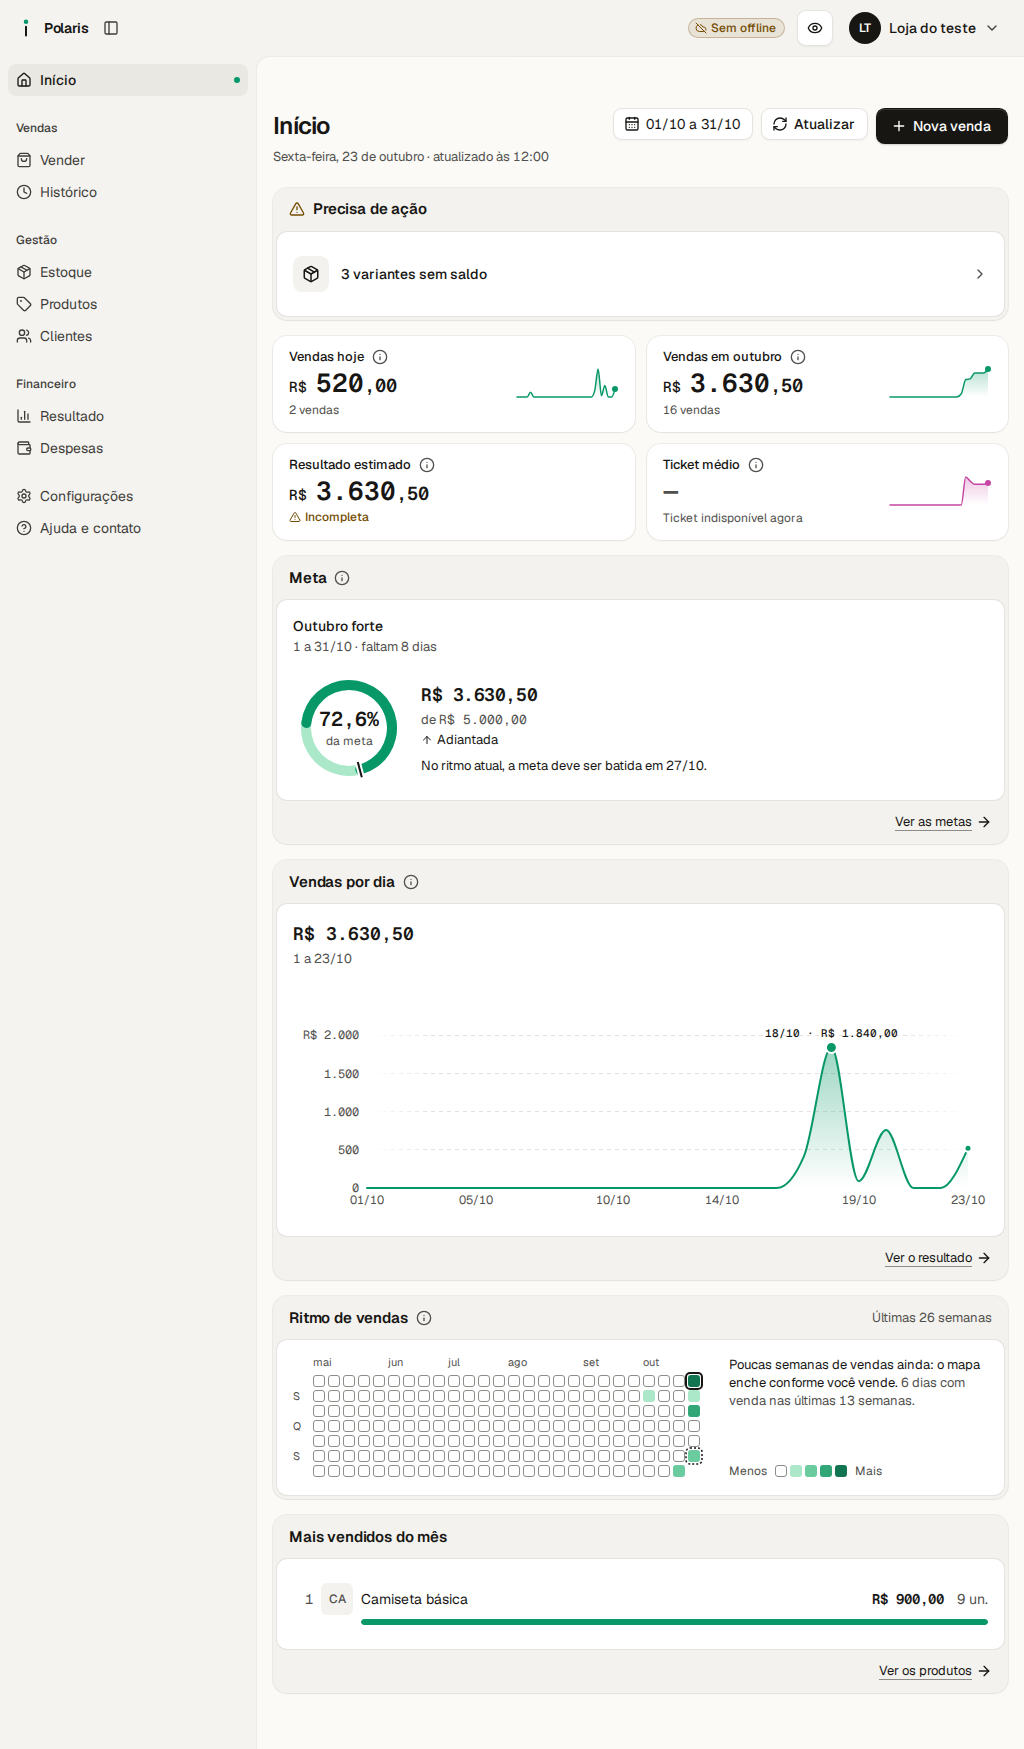 Polaris
Sem offline
LT
Loja do teste
Início
Vendas
Vender
Histórico
Gestão
Estoque
Produtos
Clientes
Financeiro
Resultado
Despesas
Configurações
Ajuda e contato
Início
01/10 a 31/10
Atualizar
Nova venda
Sexta-feira, 23 de outubro · atualizado às 12:00
Precisa de ação
3 variantes sem saldo
Vendas hoje
R$ 520,00
2 vendas
Vendas em outubro
R$ 3.630,50
16 vendas
Resultado estimado
R$ 3.630,50
Incompleta
Ticket médio
—
Ticket indisponível agora
Meta
Outubro forte
1 a 31/10 · faltam 8 dias
72,6%
da meta
R$ 3.630,50
de R$ 5.000,00
Adiantada
No ritmo atual, a meta deve ser batida em 27/10.
Ver as metas
Vendas por dia
R$ 3.630,50
1 a 23/10
R$ 2.000
18/10 · R$ 1.840,00
1.500
1.000
500
0
01/10 05/10 10/10 14/10 19/10 23/10
Ver o resultado
Ritmo de vendas
Últimas 26 semanas
mai jun jul ago set out
S
Q
S
Poucas semanas de vendas ainda: o mapa
enche conforme você vende. 6 dias com
venda nas últimas 13 semanas.
Menos Mais
Mais vendidos do mês
1 CA Camiseta básica R$ 900,00 9 un.
Ver os produtos